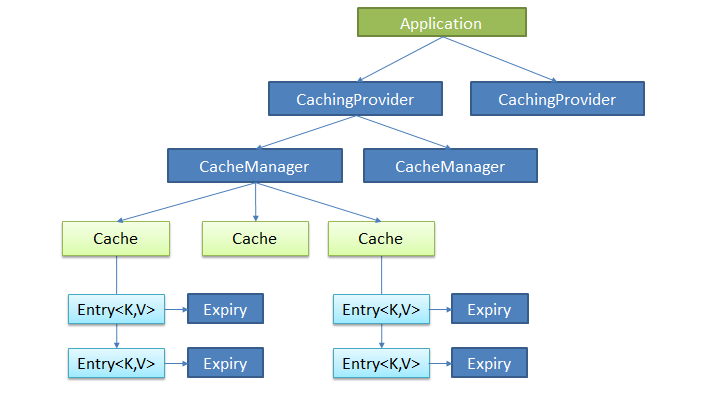 Application
CachingProvider
CachingProvider
CacheManager
CacheManager
Cache
Cache
Cache
Entry<K,V>
Expiry
Entry<K,V>
Expiry
Entry<K,V>
Expiry
Entry<K,V>
Expiry